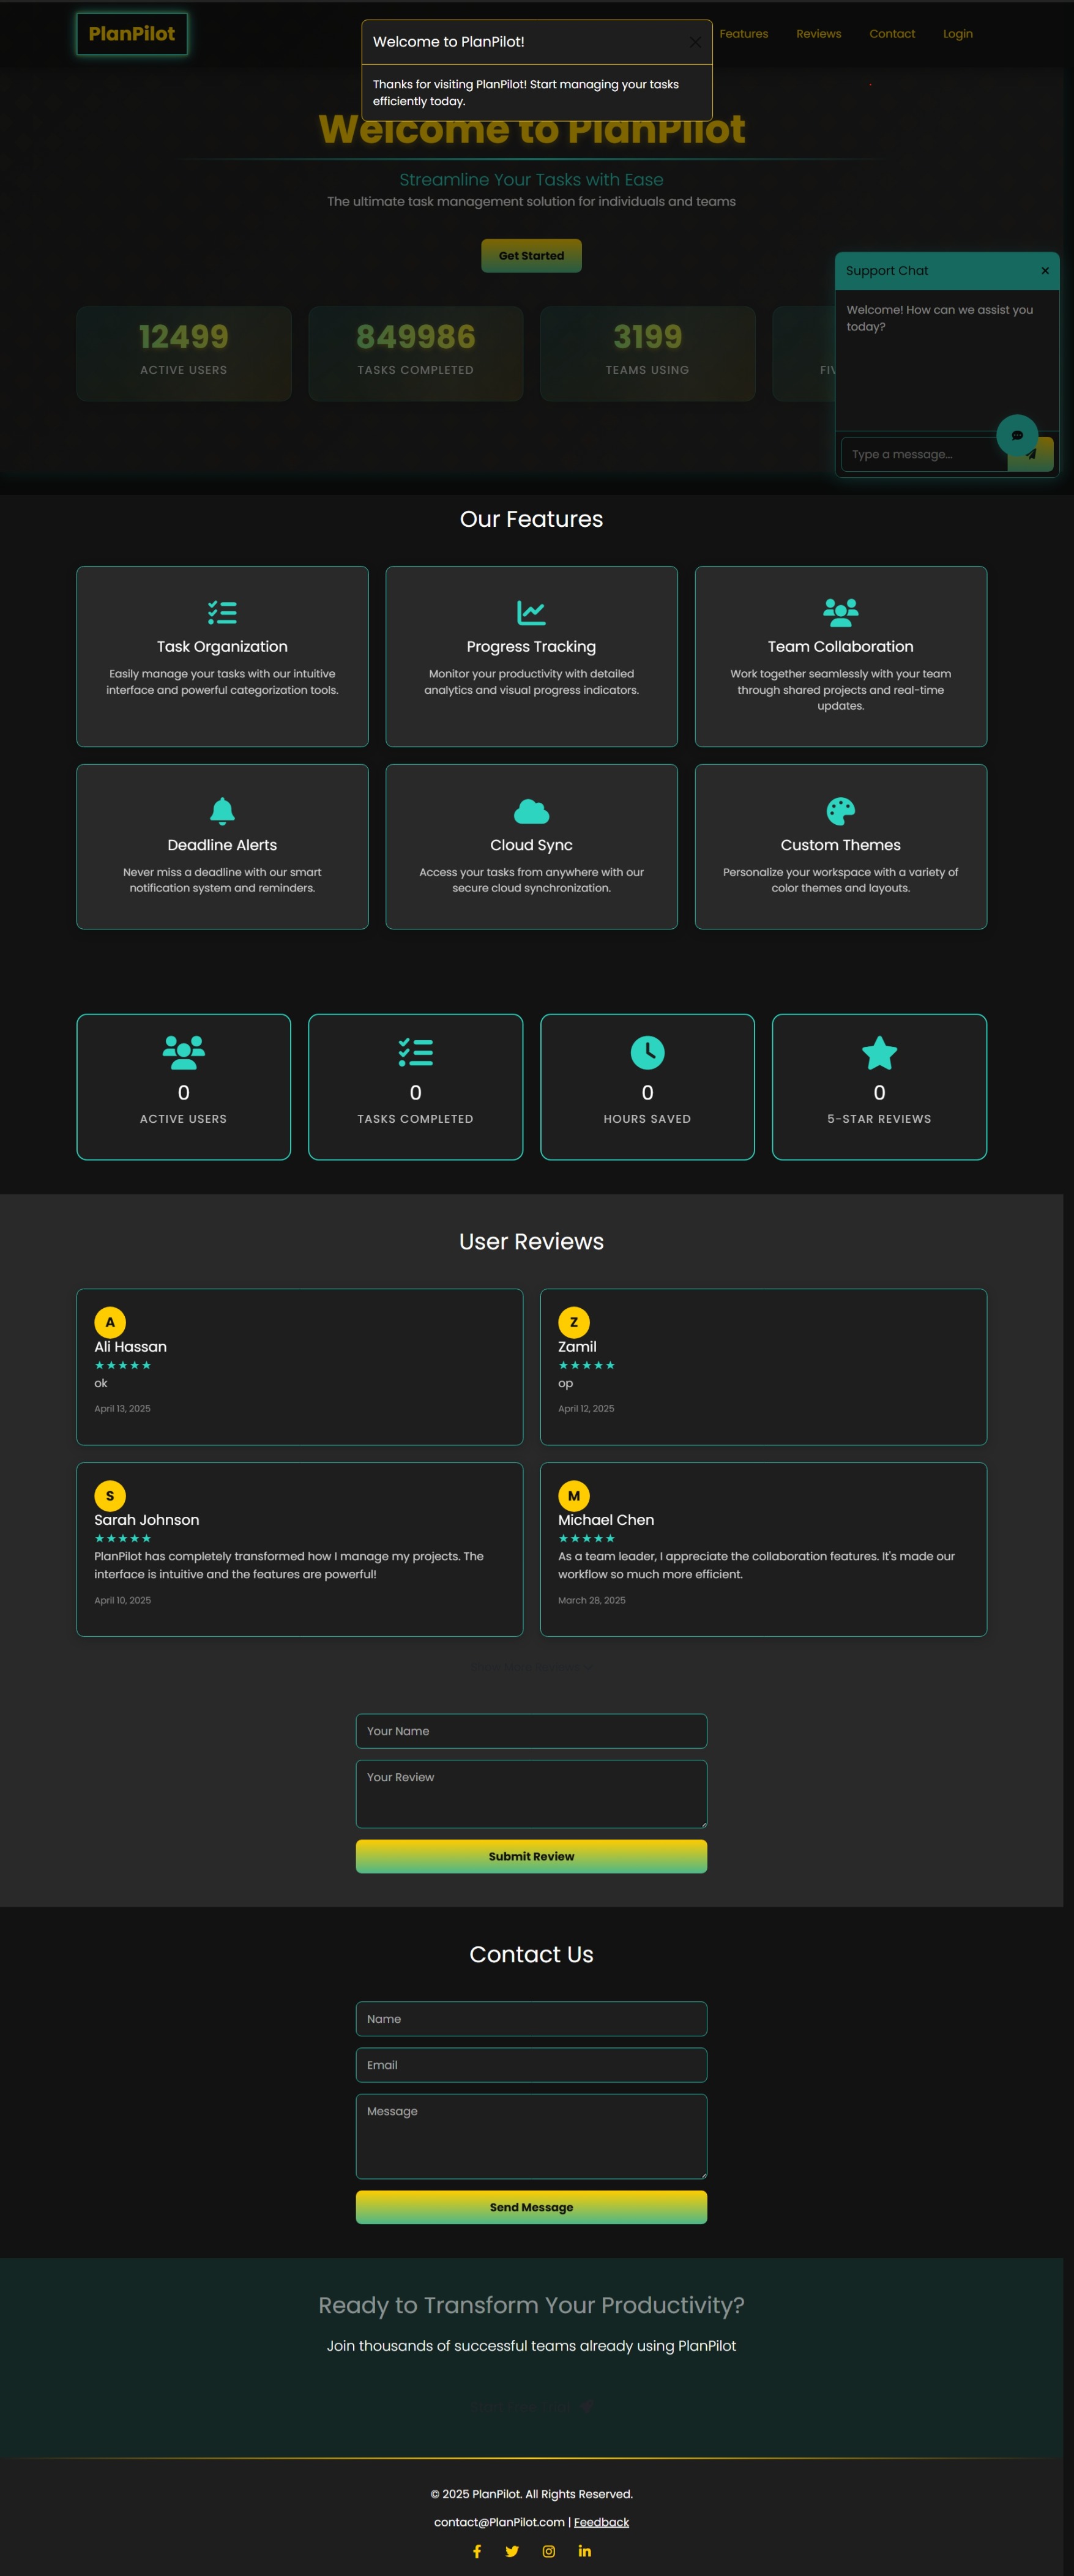 PlanPilot
Features
Reviews
Contact
Login
Welcome to PlanPilot!
Thanks for visiting PlanPilot! Start managing your tasks
efficiently today.
Welcome to PlanPilot
Streamline Your Tasks with Ease
The ultimate task management solution for individuals and teams
Get Started
12499
ACTIVE USERS
849986
TASKS COMPLETED
3199
TEAMS USING
Support Chat
×
Welcome! How can we assist you
today?
Type a message...
Our Features
Task Organization
Easily manage your tasks with our intuitive
interface and powerful categorization tools.
Progress Tracking
Monitor your productivity with detailed
analytics and visual progress indicators.
Team Collaboration
Work together seamlessly with your team
through shared projects and real-time
updates.
Deadline Alerts
Never miss a deadline with our smart
notification system and reminders.
Cloud Sync
Access your tasks from anywhere with our
secure cloud synchronization.
Custom Themes
Personalize your workspace with a variety of
color themes and layouts.
0
ACTIVE USERS
0
TASKS COMPLETED
0
HOURS SAVED
0
5-STAR REVIEWS
User Reviews
A
Ali Hassan
★★★★★
ok
April 13, 2025
Z
Zamil
★★★★★
op
April 12, 2025
S
Sarah Johnson
★★★★★
PlanPilot has completely transformed how I manage my projects. The
interface is intuitive and the features are powerful!
April 10, 2025
M
Michael Chen
★★★★★
As a team leader, I appreciate the collaboration features. It's made our
workflow so much more efficient.
March 28, 2025
Your Name
Your Review
Submit Review
Contact Us
Name
Email
Message
Send Message
Ready to Transform Your Productivity?
Join thousands of successful teams already using PlanPilot
© 2025 PlanPilot. All Rights Reserved.
contact@PlanPilot.com | Feedback